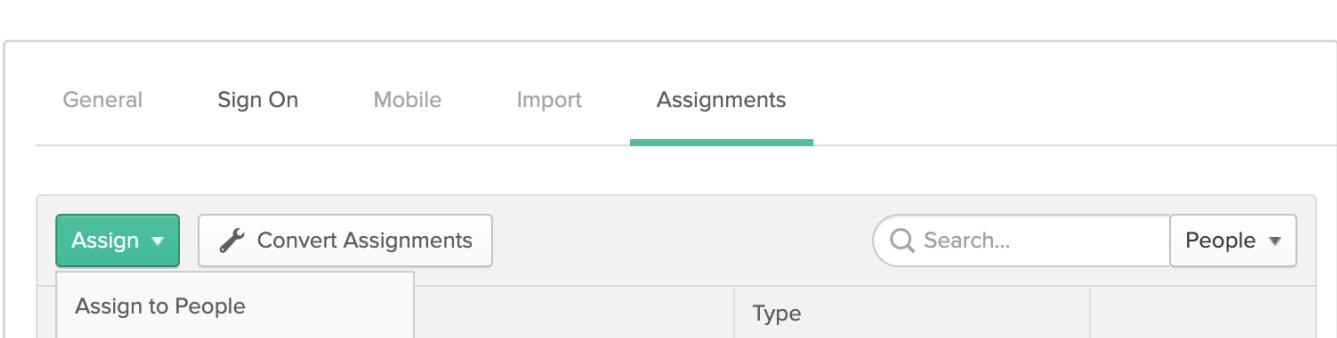 General Sign On Mobile Import Assignments
Assign Convert Assignments Search... People
Assign to People
Type